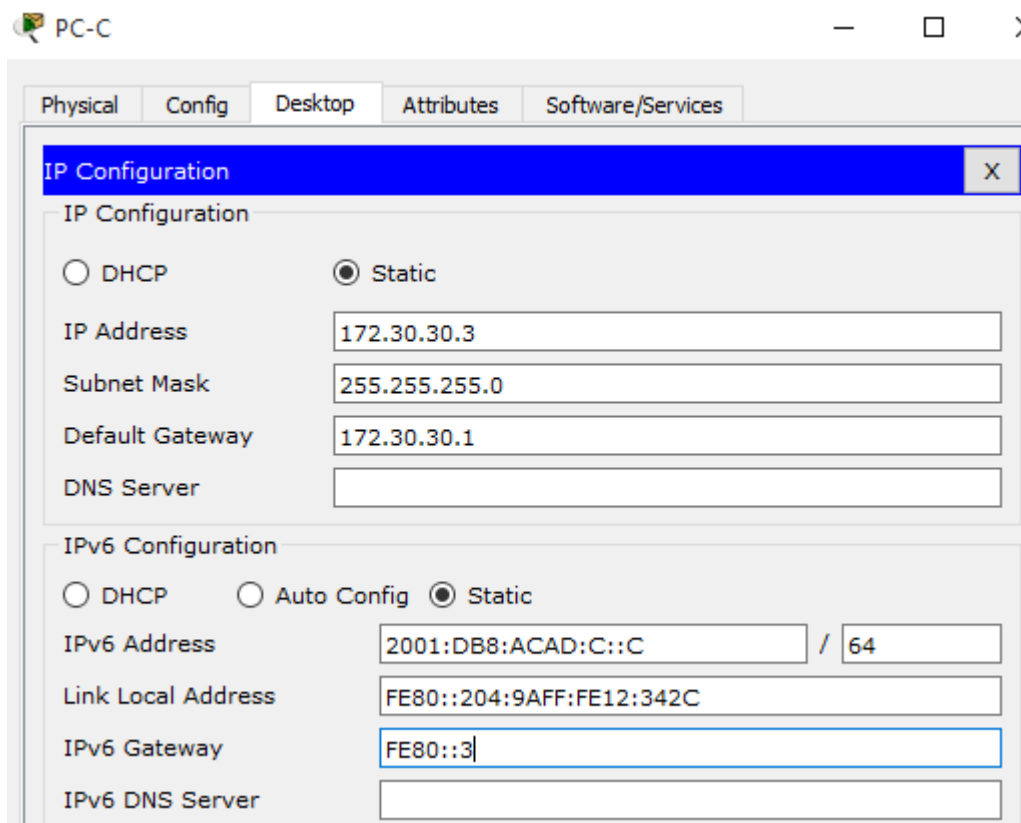 PC-C
Physical Config Desktop Attributes Software/Services
IP Configuration X
IP Configuration
DHCP Static
IP Address 172.30.30.3
Subnet Mask 255.255.255.0
Default Gateway 172.30.30.1
DNS Server
IPv6 Configuration
DHCP Auto Config Static
IPv6 Address 2001:DB8:ACAD:C::C / 64
Link Local Address FE80::204:9AFF:FE12:342C
IPv6 Gateway FE80::3
IPv6 DNS Server